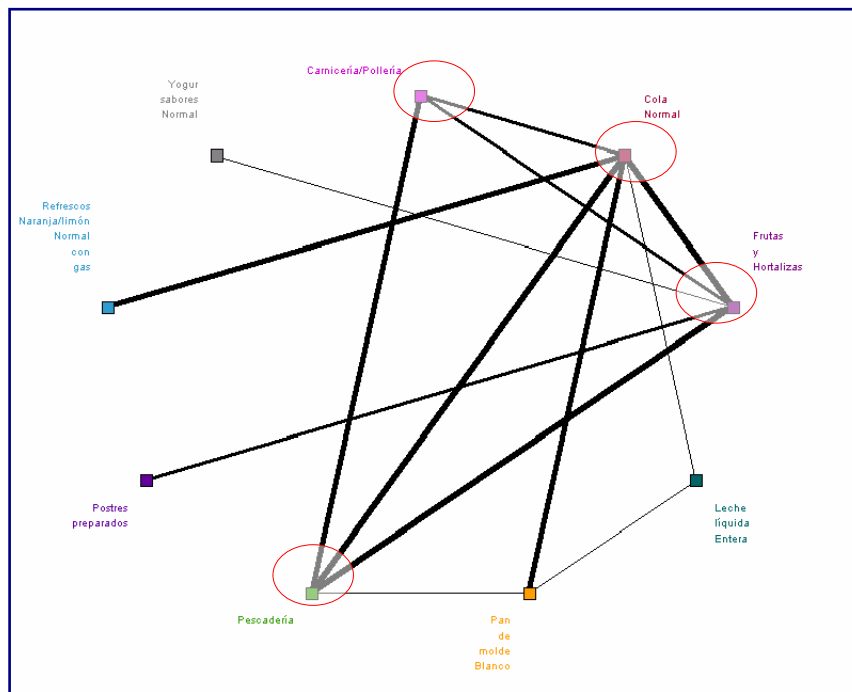 Carnicería/Pollería
Yogur
sabores
Normal
Cola
Normal
Refrescos
Naranja/limón
Normal
con
gas
Frutas
y
Hortalizas
Postres
preparados
Leche
líquida
Entera
Pescadería
Pan
de
molde
Blanco